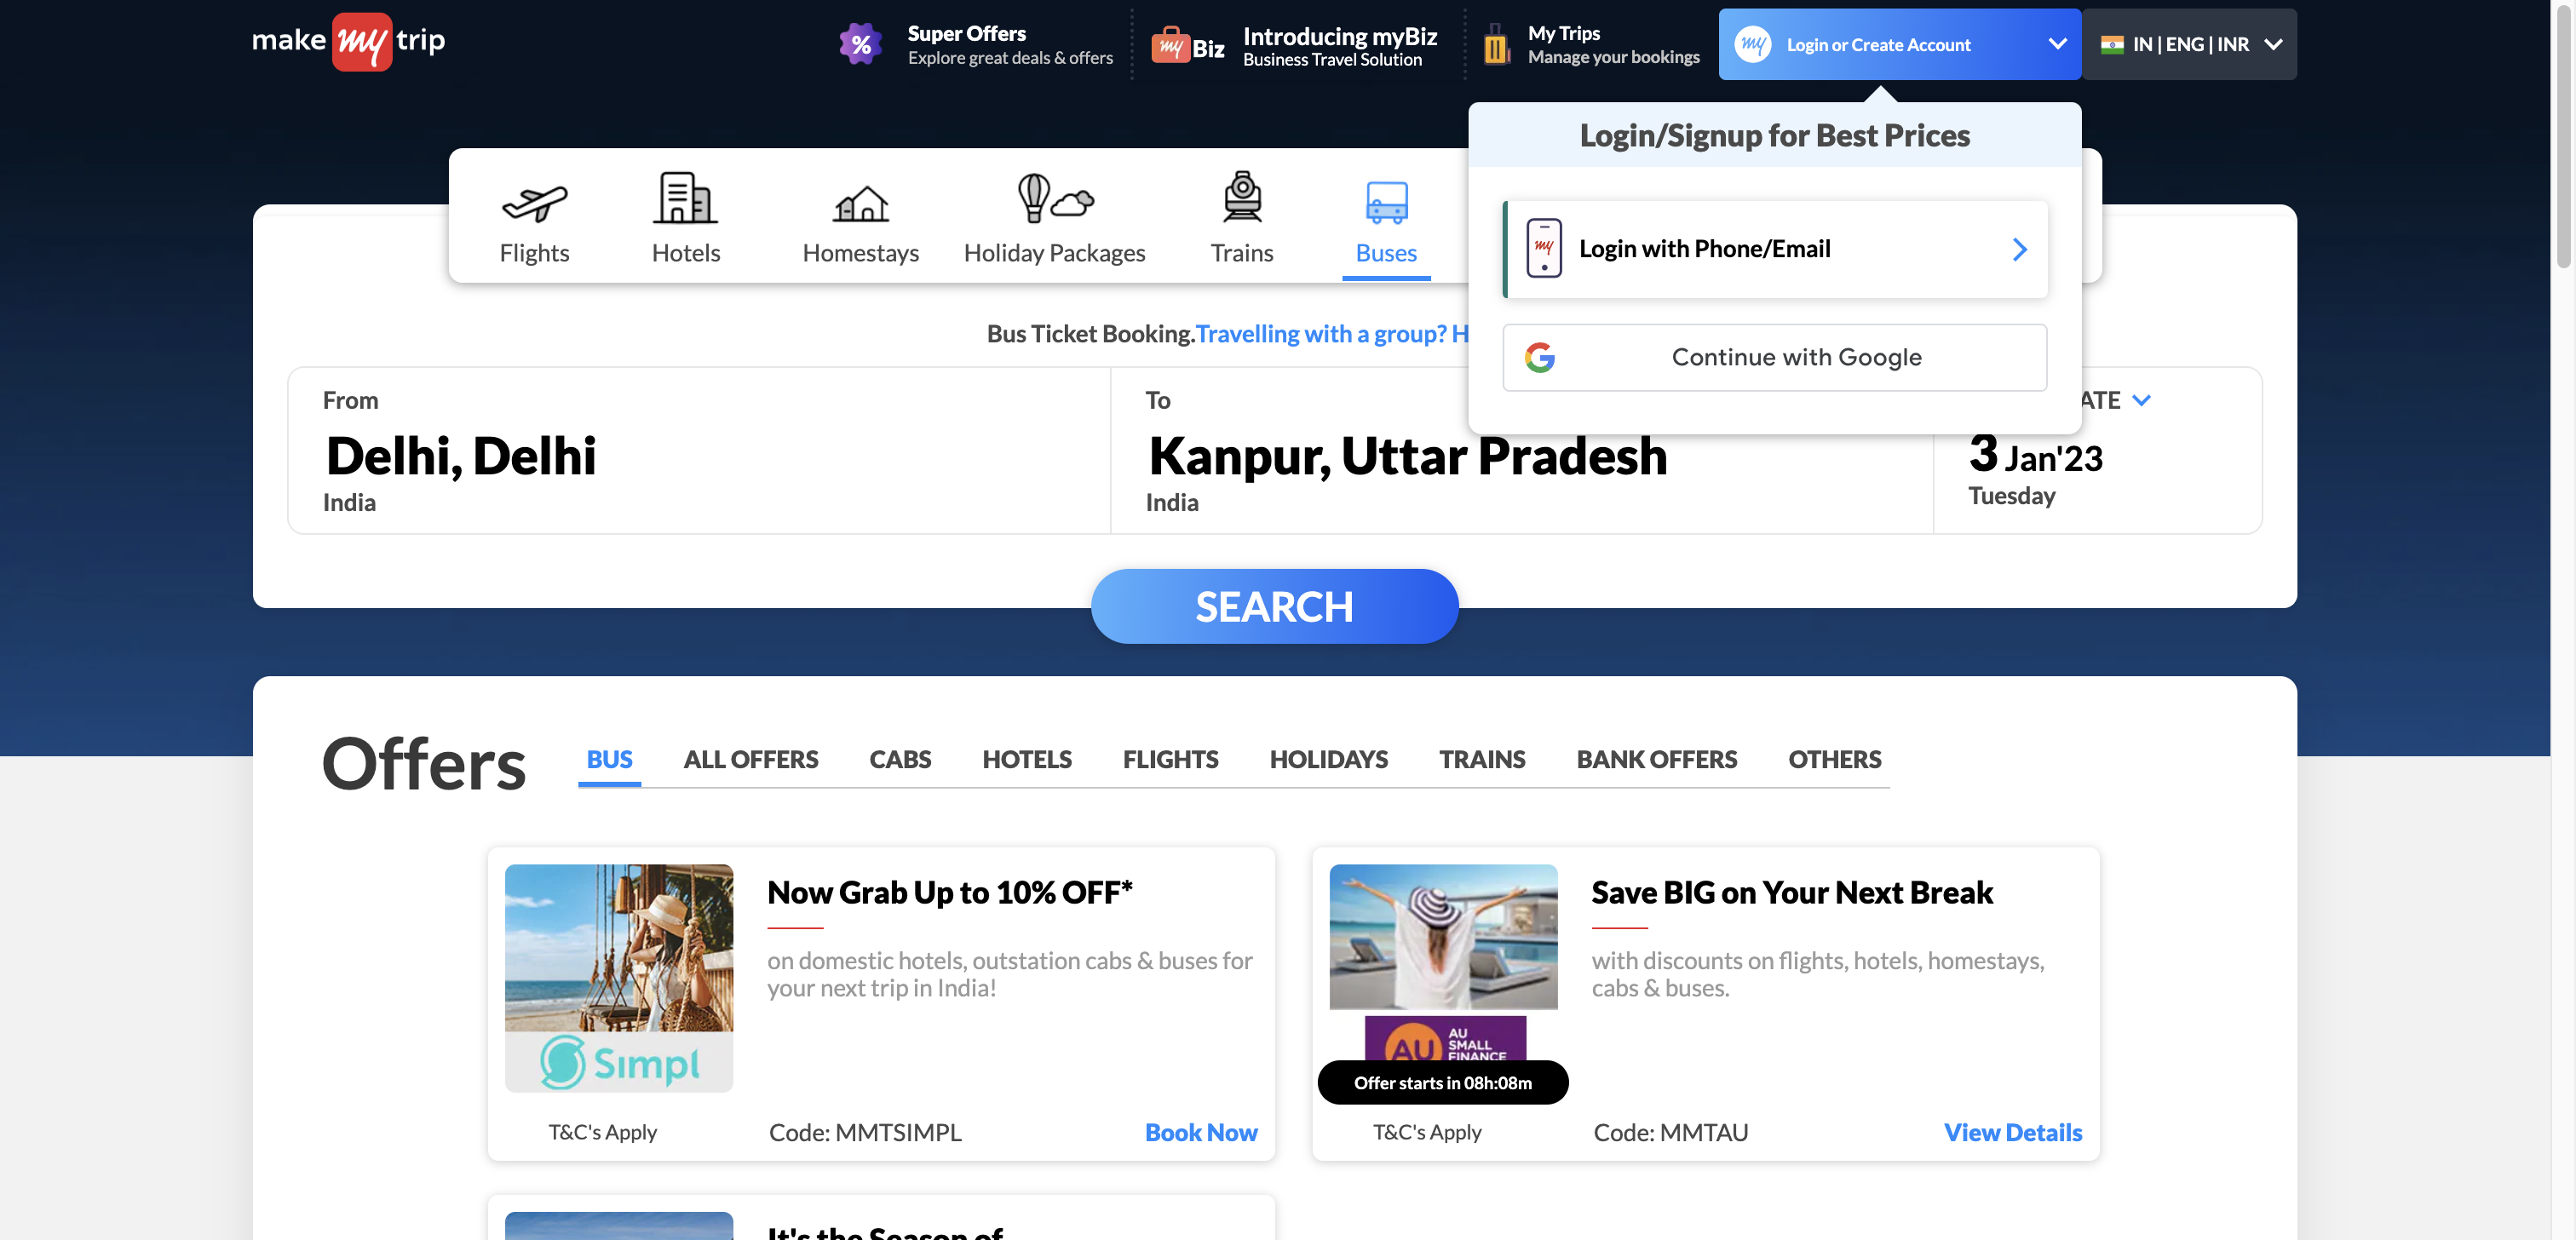 make my trip
%
Super Offers
Explore great deals & offers
my Biz
Introducing myBiz
Business Travel Solution
My Trips
Manage your bookings
my
Login or Create Account
IN | ENG | INR
Login/Signup for Best Prices
my
Login with Phone/Email
Continue with Google
Flights
Hotels
Homestays
Holiday Packages
Trains
Buses
Bus Ticket Booking. Travelling with a group? H
From
Delhi, Delhi
India
To
Kanpur, Uttar Pradesh
India
ATE
3 Jan'23
Tuesday
SEARCH
Offers
BUS
ALL OFFERS
CABS
HOTELS
FLIGHTS
HOLIDAYS
TRAINS
BANK OFFERS
OTHERS
Simpl
T&C's Apply
Now Grab Up to 10% OFF*
on domestic hotels, outstation cabs & buses for
your next trip in India!
Code: MMTSIMPL
Book Now
AU
AU
SMALL
FINANCE
Offer starts in 08h:08m
T&C's Apply
Save BIG on Your Next Break
with discounts on flights, hotels, homestays,
cabs & buses.
Code: MMTAU
View Details
It's the Season of